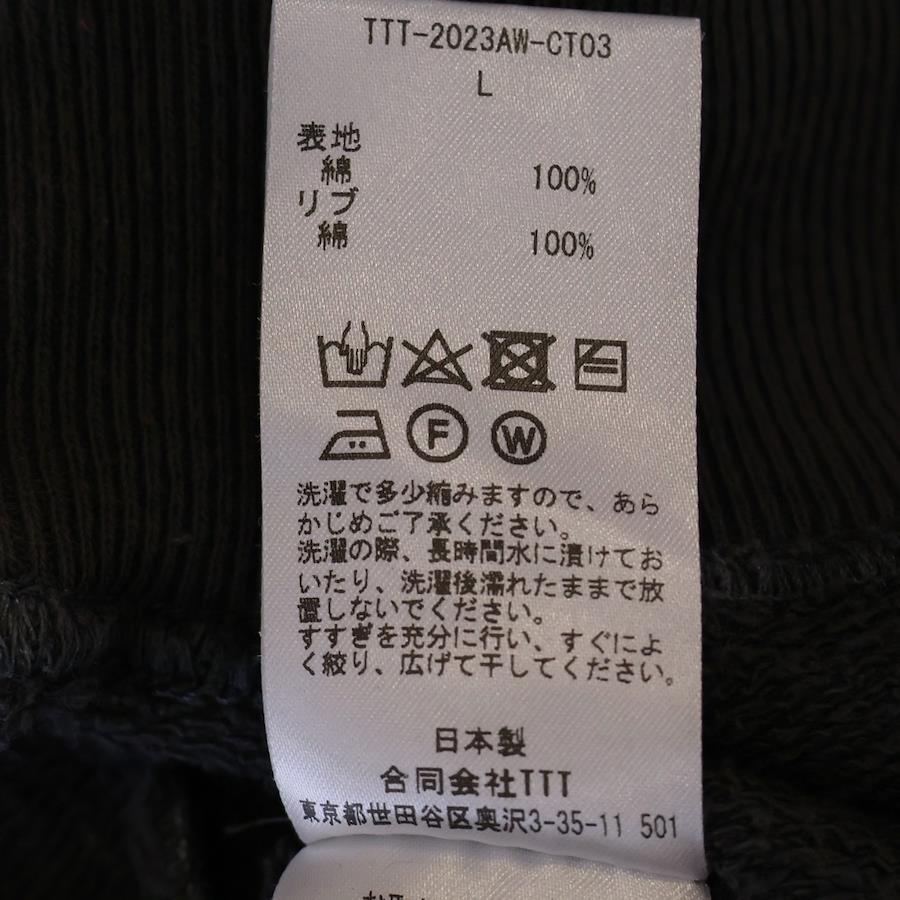 TTT-2023AW-CT03
L
表地
綿 100%
リブ
綿 100%
F W
洗濯で多少縮みますので、あら
かじめご了承ください。
洗濯の際、長時間水に漬けてお
いたり、洗濯後濡れたままで放
置しないでください。
すすぎを充分に行い、すぐによ
く絞り、広げて干してください。
日本製
合同会社TTT
東京都世田谷区奥沢3-35-11 501